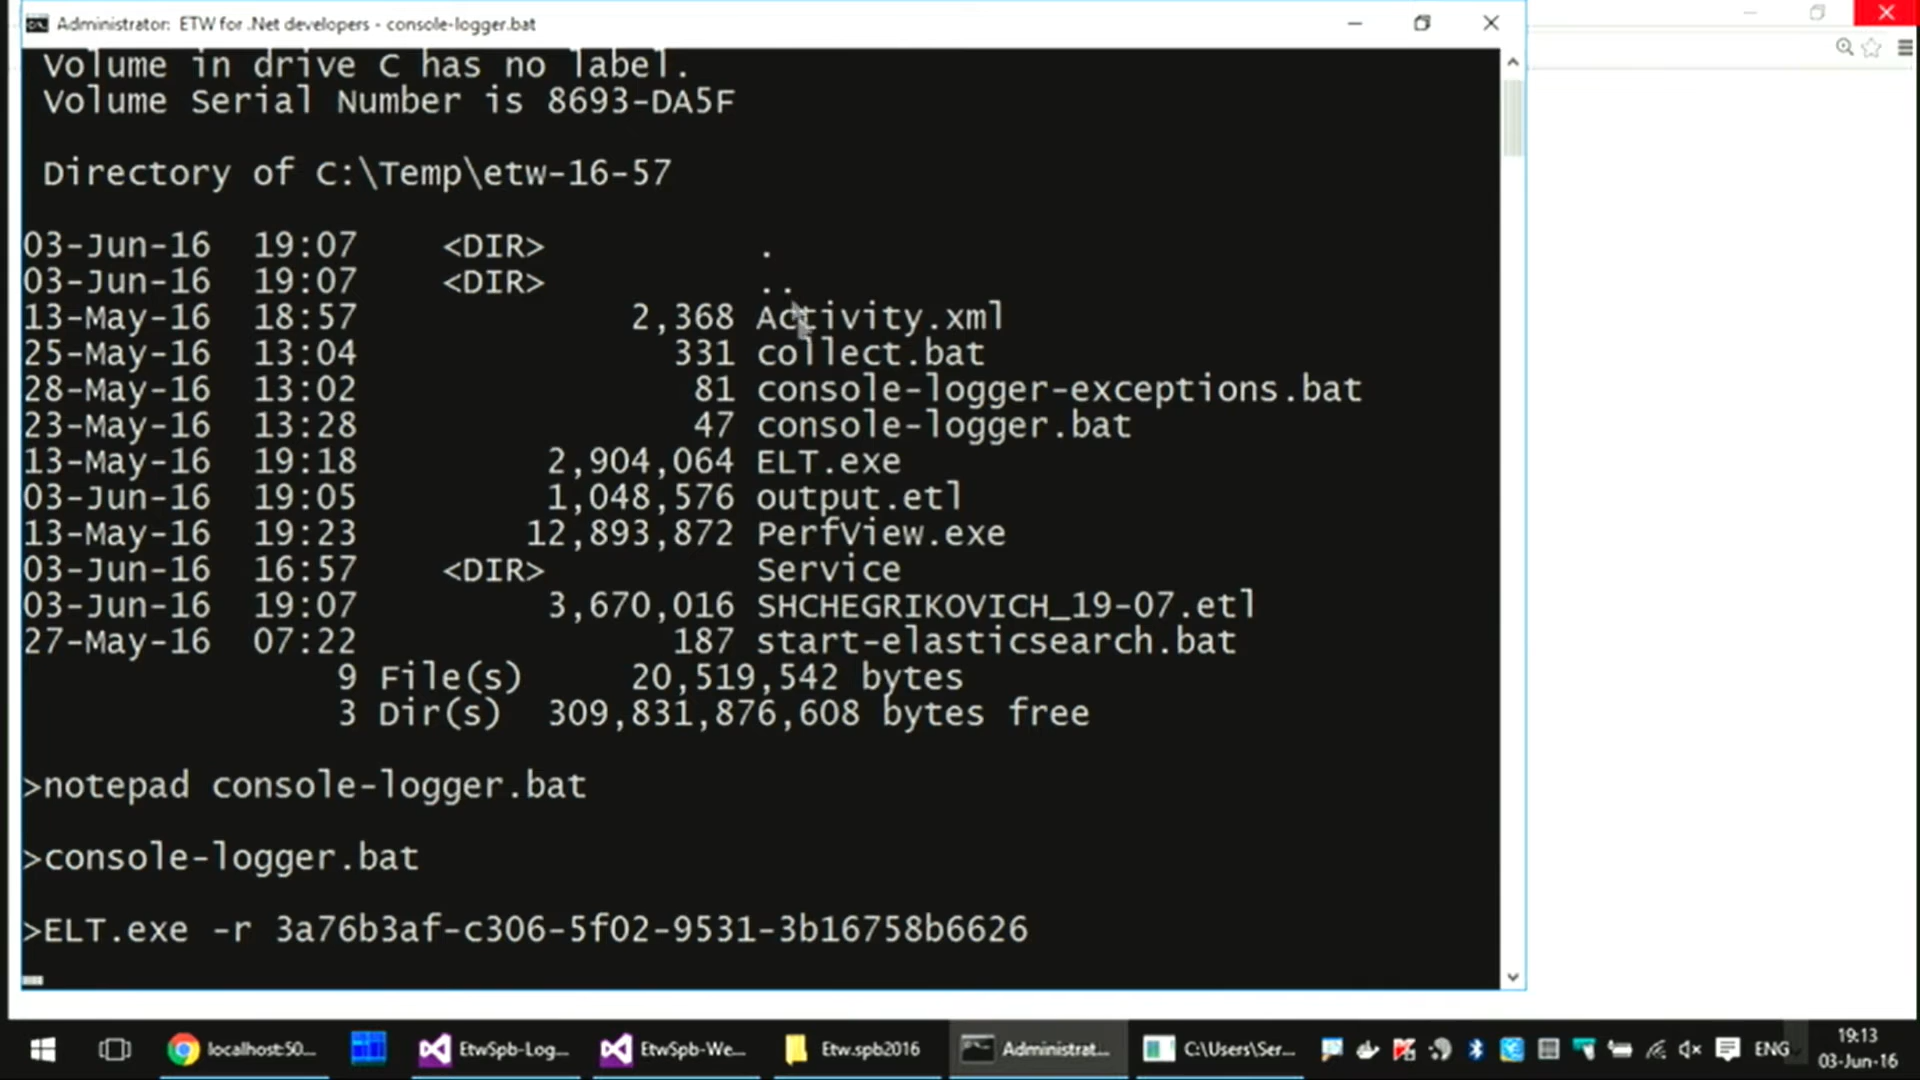 Administrator: ETW for .Net developers - console-logger.bat
Volume in drive C has no label.
Volume Serial Number is 8693-DA5F
Directory of C:\Temp\etw-16-57
03-Jun-16 19:07 <DIR> .
03-Jun-16 19:07 <DIR> ..
13-May-16 18:57 2,368 Activity.xml
25-May-16 13:04 331 collect.bat
28-May-16 13:02 81 console-logger-exceptions.bat
23-May-16 13:28 47 console-logger.bat
13-May-16 19:18 2,904,064 ELT.exe
03-Jun-16 19:05 1,048,576 output.etl
13-May-16 19:23 12,893,872 PerfView.exe
03-Jun-16 16:57 <DIR> Service
03-Jun-16 19:07 3,670,016 SHCHEGRIKOVICH_19-07.etl
27-May-16 07:22 187 start-elasticsearch.bat
9 File(s) 20,519,542 bytes
3 Dir(s) 309,831,876,608 bytes free
>notepad console-logger.bat
>console-logger.bat
>ELT.exe -r 3a76b3af-c306-5f02-9531-3b16758b6626
localhost:50... EtwSpb-Log... EtwSpb-We... Etw.spb2016 Administrat... C:\Users\Ser... ENG 19:13
03-Jun-16